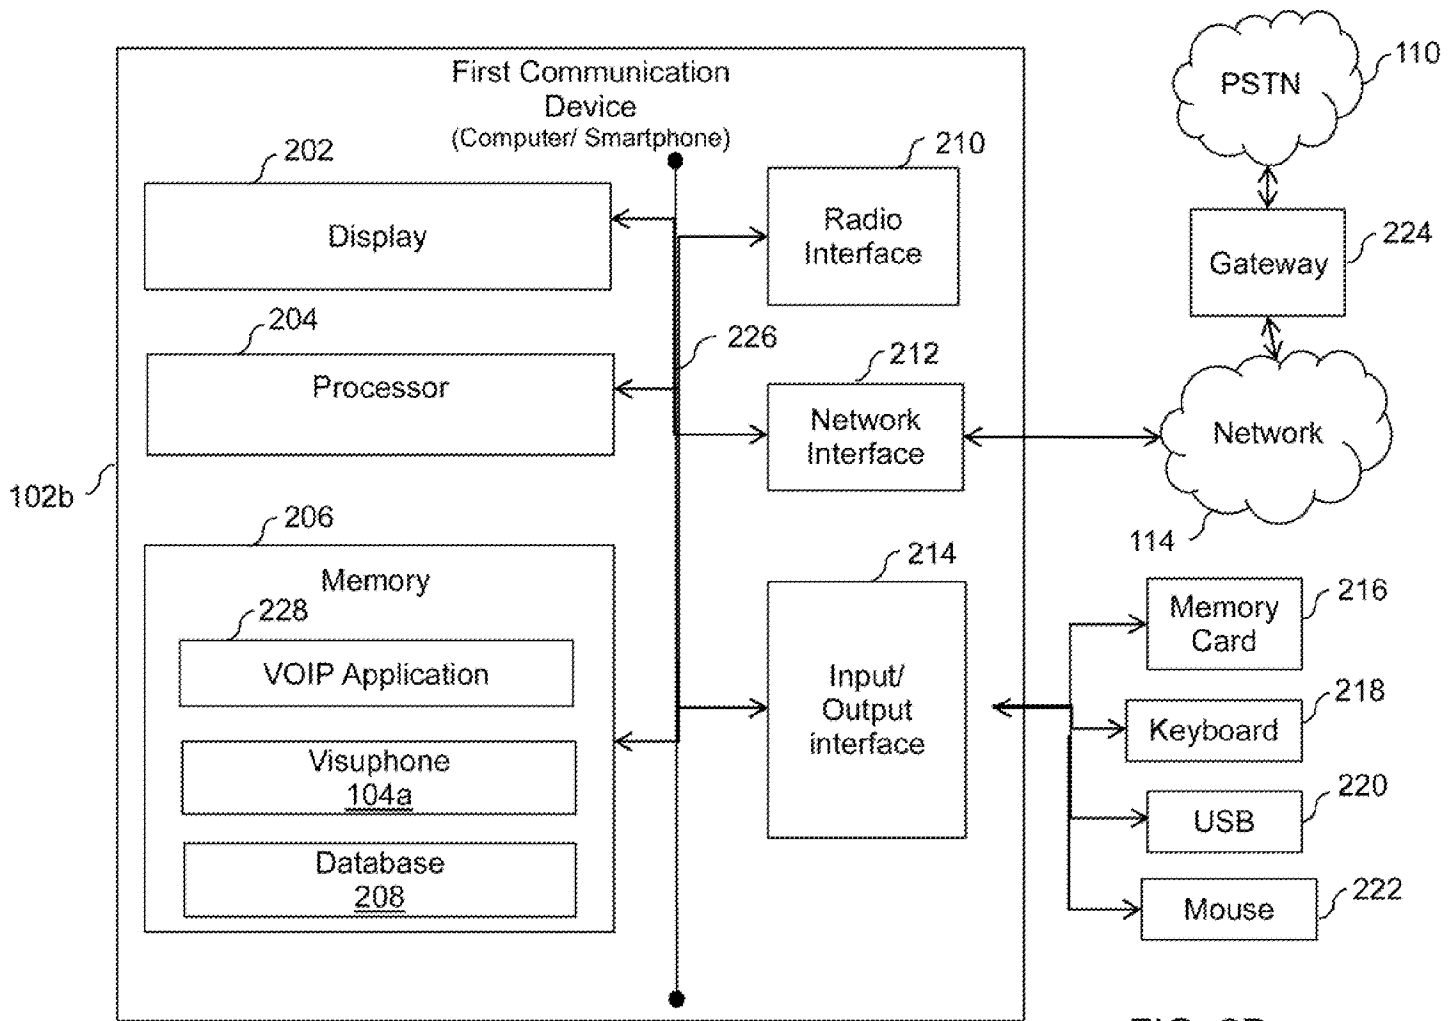 First Communication
Device
(Computer/ Smartphone)
202
Display
204
Processor
102b
206
Memory
228
VOIP Application
Visuphone
104a
Database
208
210
Radio
Interface
226
212
Network
Interface
214
Input/
Output
interface
PSTN
110
Gateway
224
Network
114
Memory
Card
216
Keyboard
218
USB
220
Mouse
222